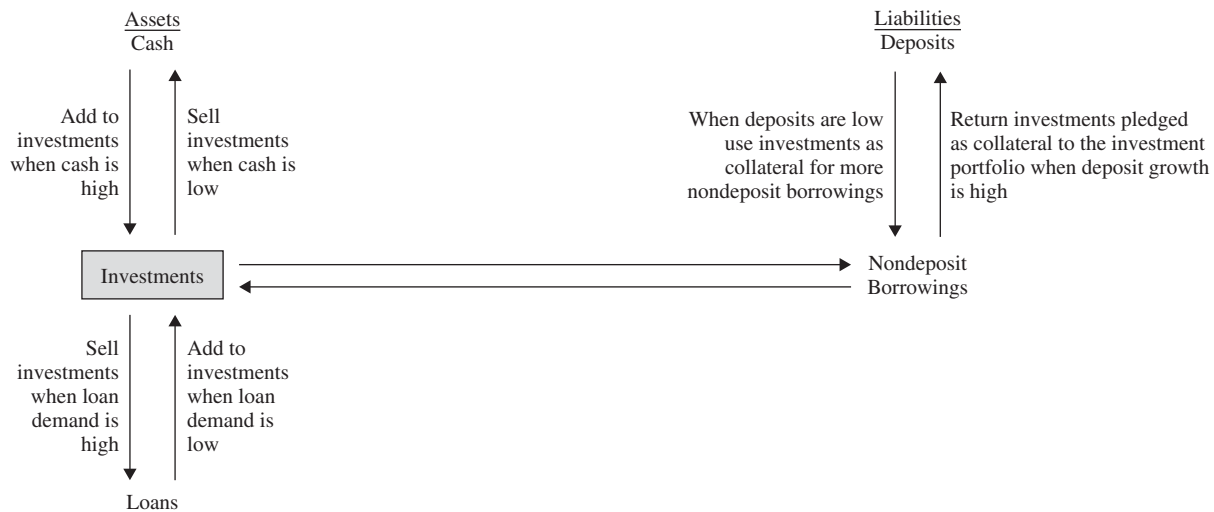 Assets
Cash
Liabilities
Deposits
Add to
investments
when cash is
high
Sell
investments
when cash is
low
When deposits are low
use investments as
collateral for more
nondeposit borrowings
Return investments pledged
as collateral to the investment
portfolio when deposit growth
is high
Investments
Nondeposit
Borrowings
Sell
investments
when loan
demand is
high
Add to
investments
when loan
demand is
low
Loans